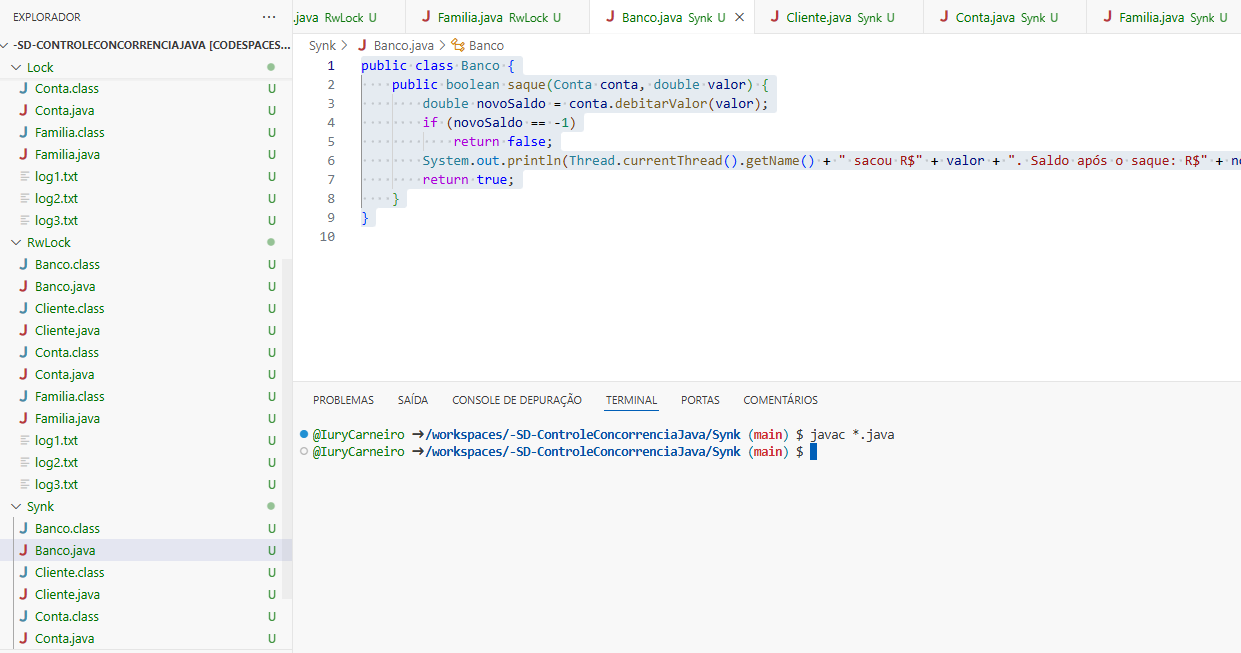 EXPLORADOR ···
-SD-CONTROLECONCORRENCIAJAVA [CODESPACES...
Lock
J Conta.class U
J Conta.java U
J Familia.class U
J Familia.java U
log1.txt U
log2.txt U
log3.txt U
RwLock
J Banco.class U
J Banco.java U
J Cliente.class U
J Cliente.java U
J Conta.class U
J Conta.java U
J Familia.class U
J Familia.java U
log1.txt U
log2.txt U
log3.txt U
Synk
J Banco.class U
J Banco.java U
J Cliente.class U
J Cliente.java U
J Conta.class U
J Conta.java U
.java RwLock U J Familia.java RwLock U J Banco.java Synk U × J Cliente.java Synk U J Conta.java Synk U J Familia.java Synk U
Synk > J Banco.java > Banco
1 public class Banco {
2 public boolean saque(Conta conta, double valor) {
3 double novoSaldo = conta.debitarValor(valor);
4 if (novoSaldo == -1)
5 return false;
6 System.out.println(Thread.currentThread().getName() + " sacou R$" + valor + ". Saldo após o saque: R$" + no
7 return true;
8 }
9 }
10
PROBLEMAS SAÍDA CONSOLE DE DEPURAÇÃO TERMINAL PORTAS COMENTÁRIOS
@IuryCarneiro →/workspaces/-SD-ControleConcorrenciaJava/Synk (main) $ javac *.java
@IuryCarneiro →/workspaces/-SD-ControleConcorrenciaJava/Synk (main) $